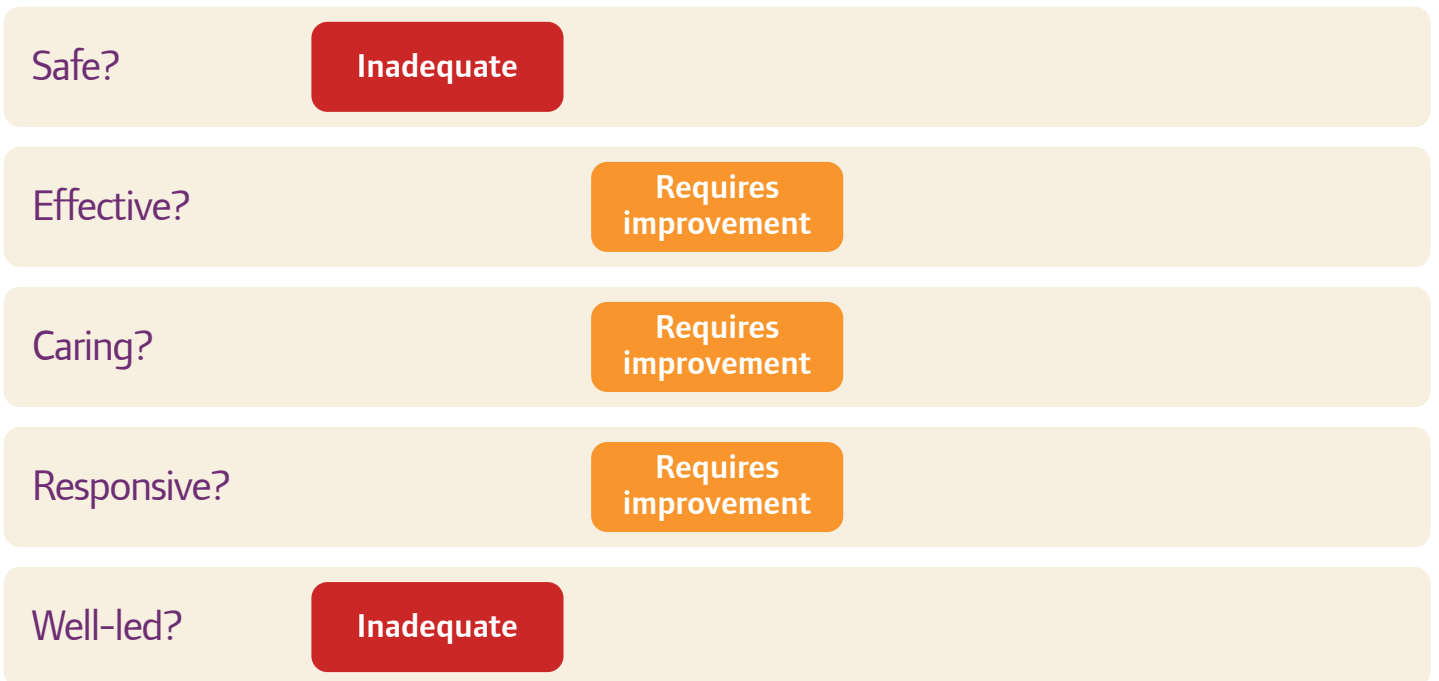 Safe?
Inadequate
Effective?
Requires
improvement
Caring?
Requires
improvement
Responsive?
Requires
improvement
Well-led?
Inadequate